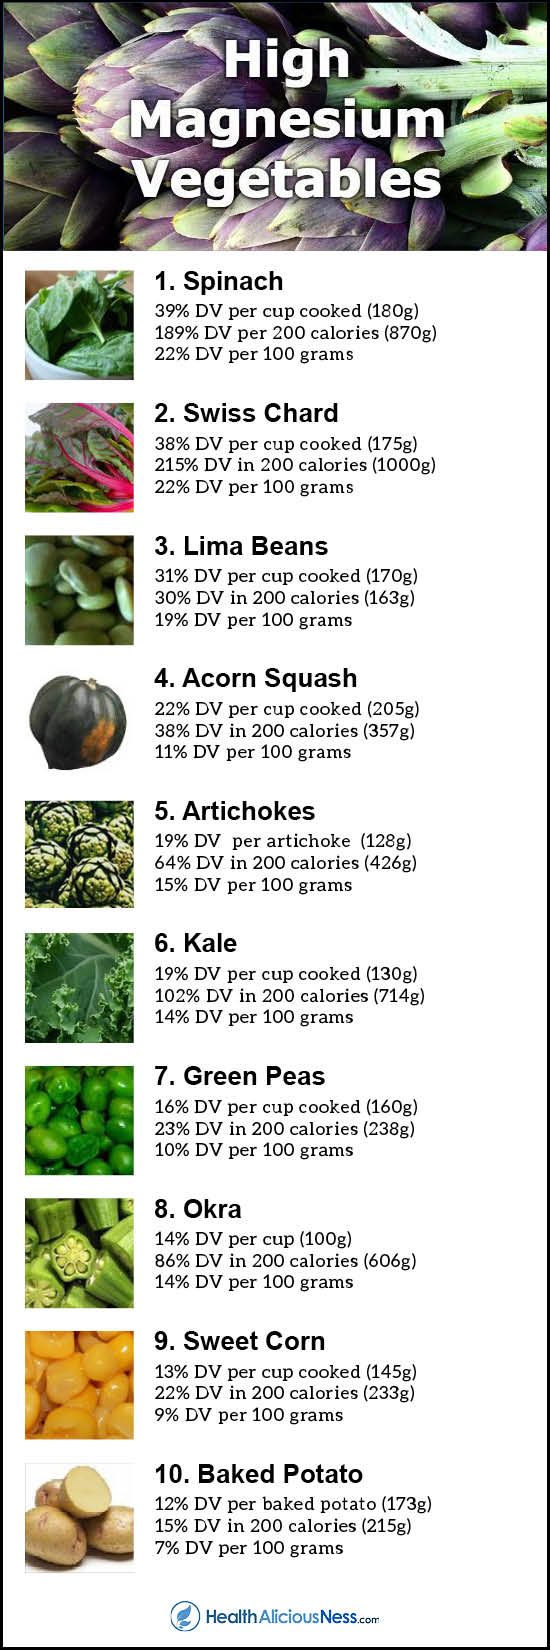 High
Magnesium
Vegetables
1. Spinach
39% DV per cup cooked (180g)
189% DV per 200 calories (870g)
22% DV per 100 grams
2. Swiss Chard
38% DV per cup cooked (175g)
215% DV in 200 calories (1000g)
22% DV per 100 grams
3. Lima Beans
31% DV per cup cooked (170g)
30% DV in 200 calories (163g)
19% DV per 100 grams
4. Acorn Squash
22% DV per cup cooked (205g)
38% DV in 200 calories (357g)
11% DV per 100 grams
5. Artichokes
19% DV per artichoke (128g)
64% DV in 200 calories (426g)
15% DV per 100 grams
6. Kale
19% DV per cup cooked (130g)
102% DV in 200 calories (714g)
14% DV per 100 grams
7. Green Peas
16% DV per cup cooked (160g)
23% DV in 200 calories (238g)
10% DV per 100 grams
8. Okra
14% DV per cup (100g)
86% DV in 200 calories (606g)
14% DV per 100 grams
9. Sweet Corn
13% DV per cup cooked (145g)
22% DV in 200 calories (233g)
9% DV per 100 grams
10. Baked Potato
12% DV per baked potato (173g)
15% DV in 200 calories (215g)
7% DV per 100 grams
HealthAliciousNess.com